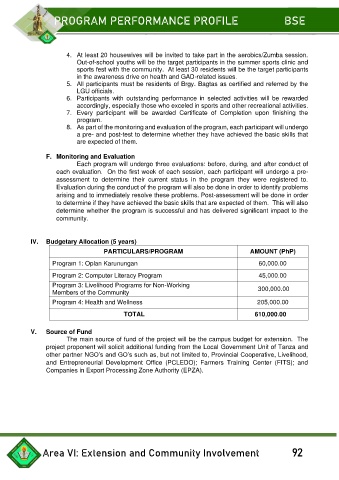 PROGRAM PERFORMANCE PROFILE BSE
4. At least 20 housewives will be invited to take part in the aerobics/Zumba session.
Out-of-school youths will be the target participants in the summer sports clinic and
sports fest with the community. At least 30 residents will be the target participants
in the awareness drive on health and GAD-related issues.
5. All participants must be residents of Brgy. Bagtas as certified and referred by the
LGU officials.
6. Participants with outstanding performance in selected activities will be rewarded
accordingly, especially those who exceled in sports and other recreational activities.
7. Every participant will be awarded Certificate of Completion upon finishing the
program.
8. As part of the monitoring and evaluation of the program, each participant will undergo
a pre- and post-test to determine whether they have achieved the basic skills that
are expected of them.
F. Monitoring and Evaluation
Each program will undergo three evaluations: before, during, and after conduct of
each evaluation. On the first week of each session, each participant will undergo a pre-
assessment to determine their current status in the program they were registered to.
Evaluation during the conduct of the program will also be done in order to identify problems
arising and to immediately resolve these problems. Post-assessment will be done in order
to determine if they have achieved the basic skills that are expected of them. This will also
determine whether the program is successful and has delivered significant impact to the
community.
IV. Budgetary Allocation (5 years)
PARTICULARS/PROGRAM AMOUNT (PhP)
Program 1: Oplan Karunungan 60,000.00
Program 2: Computer Literacy Program 45,000.00
Program 3: Livelihood Programs for Non-Working
Members of the Community 300,000.00
Program 4: Health and Wellness 205,000.00
TOTAL 610,000.00
V. Source of Fund
The main source of fund of the project will be the campus budget for extension. The
project proponent will solicit additional funding from the Local Government Unit of Tanza and
other partner NGO's and GO's such as, but not limited to, Provincial Cooperative, Livelihood,
and Entrepreneurial Development Office (PCLEDO); Farmers Training Center (FITS); and
Companies in Export Processing Zone Authority (EPZA).
Area VI: Extension and Community Involvement 92